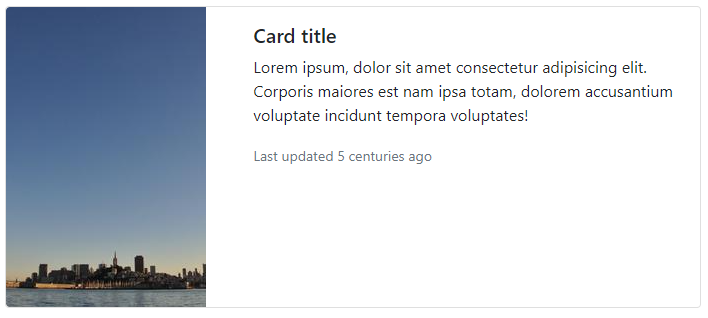 Card title
Lorem ipsum, dolor sit amet consectetur adipisicing elit.
Corporis maiores est nam ipsa totam, dolorem accusantium
voluptate incidunt tempora voluptates!
Last updated 5 centuries ago